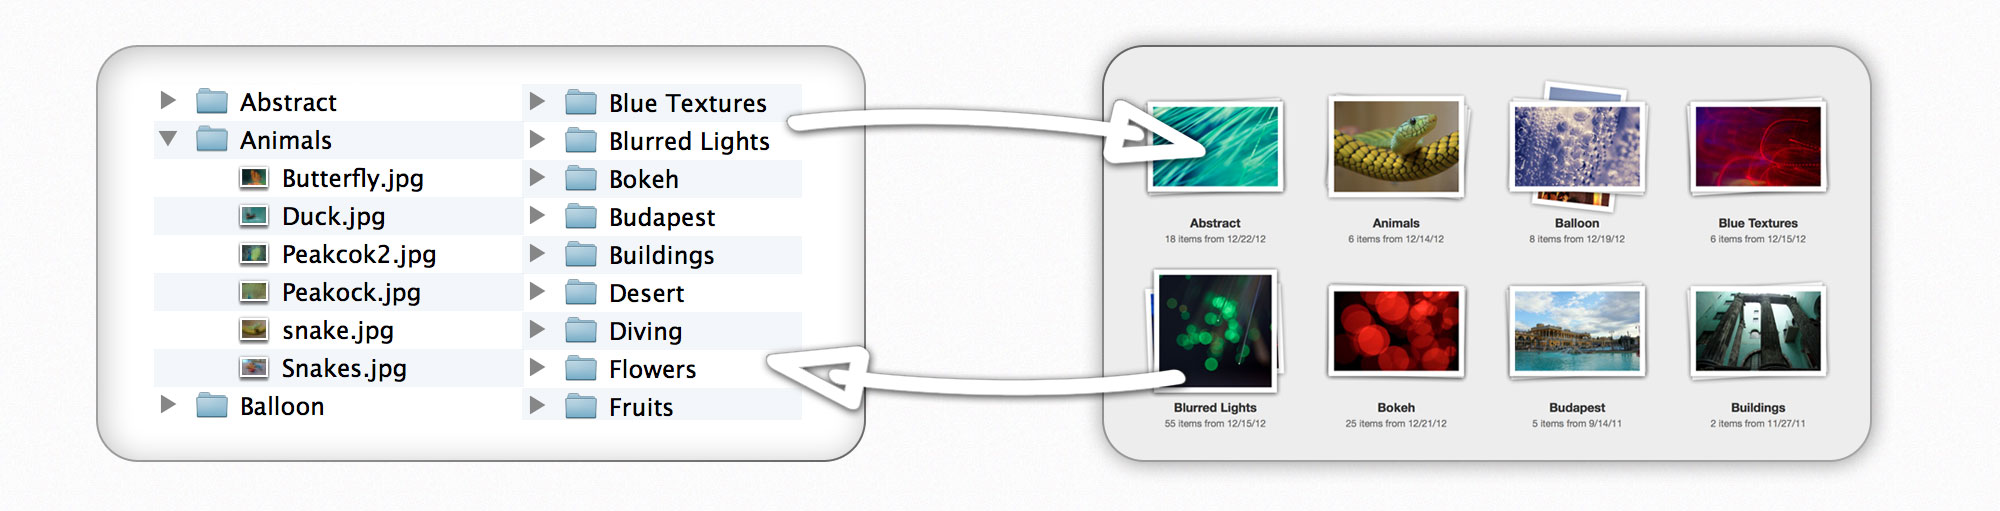 Abstract
Animals
Butterfly.jpg
Duck.jpg
Peakcok2.jpg
Peakock.jpg
snake.jpg
Snakes.jpg
Balloon
Blue Textures
Blurred Lights
Bokeh
Budapest
Buildings
Desert
Diving
Flowers
Fruits
Abstract
18 items from 12/22/12
Animals
6 items from 12/14/12
Balloon
8 items from 12/19/12
Blue Textures
6 items from 12/15/12
Blurred Lights
55 items from 12/15/12
Bokeh
25 items from 12/21/12
Budapest
5 items from 9/14/11
Buildings
2 items from 11/27/11